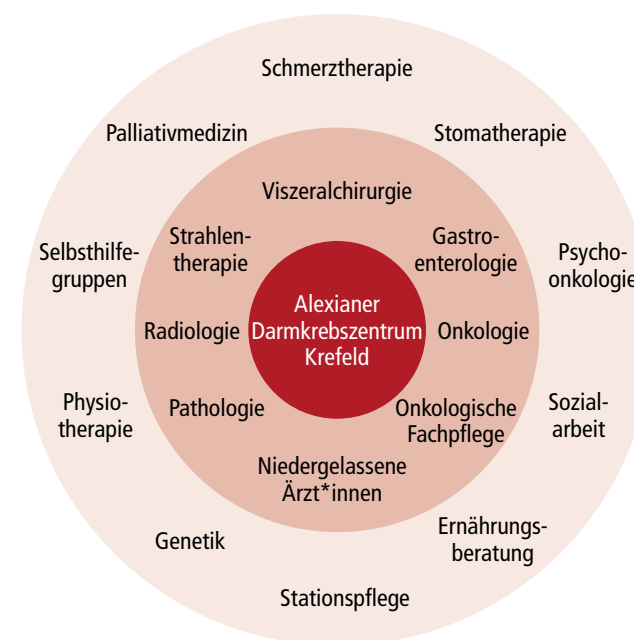 Schmerztherapie
Palliativmedizin
Stomatherapie
Viszeralchirurgie
Strahlen-
therapie
Gastro-
enterologie
Selbsthilfe-
gruppen
Psycho-
onkologie
Alexianer
Darmkrebszentrum
Krefeld
Radiologie
Onkologie
Physio-
therapie
Pathologie
Onkologische
Fachpflege
Sozial-
arbeit
Niedergelassene
Ärzt*innen
Genetik
Ernährungs-
beratung
Stationspflege